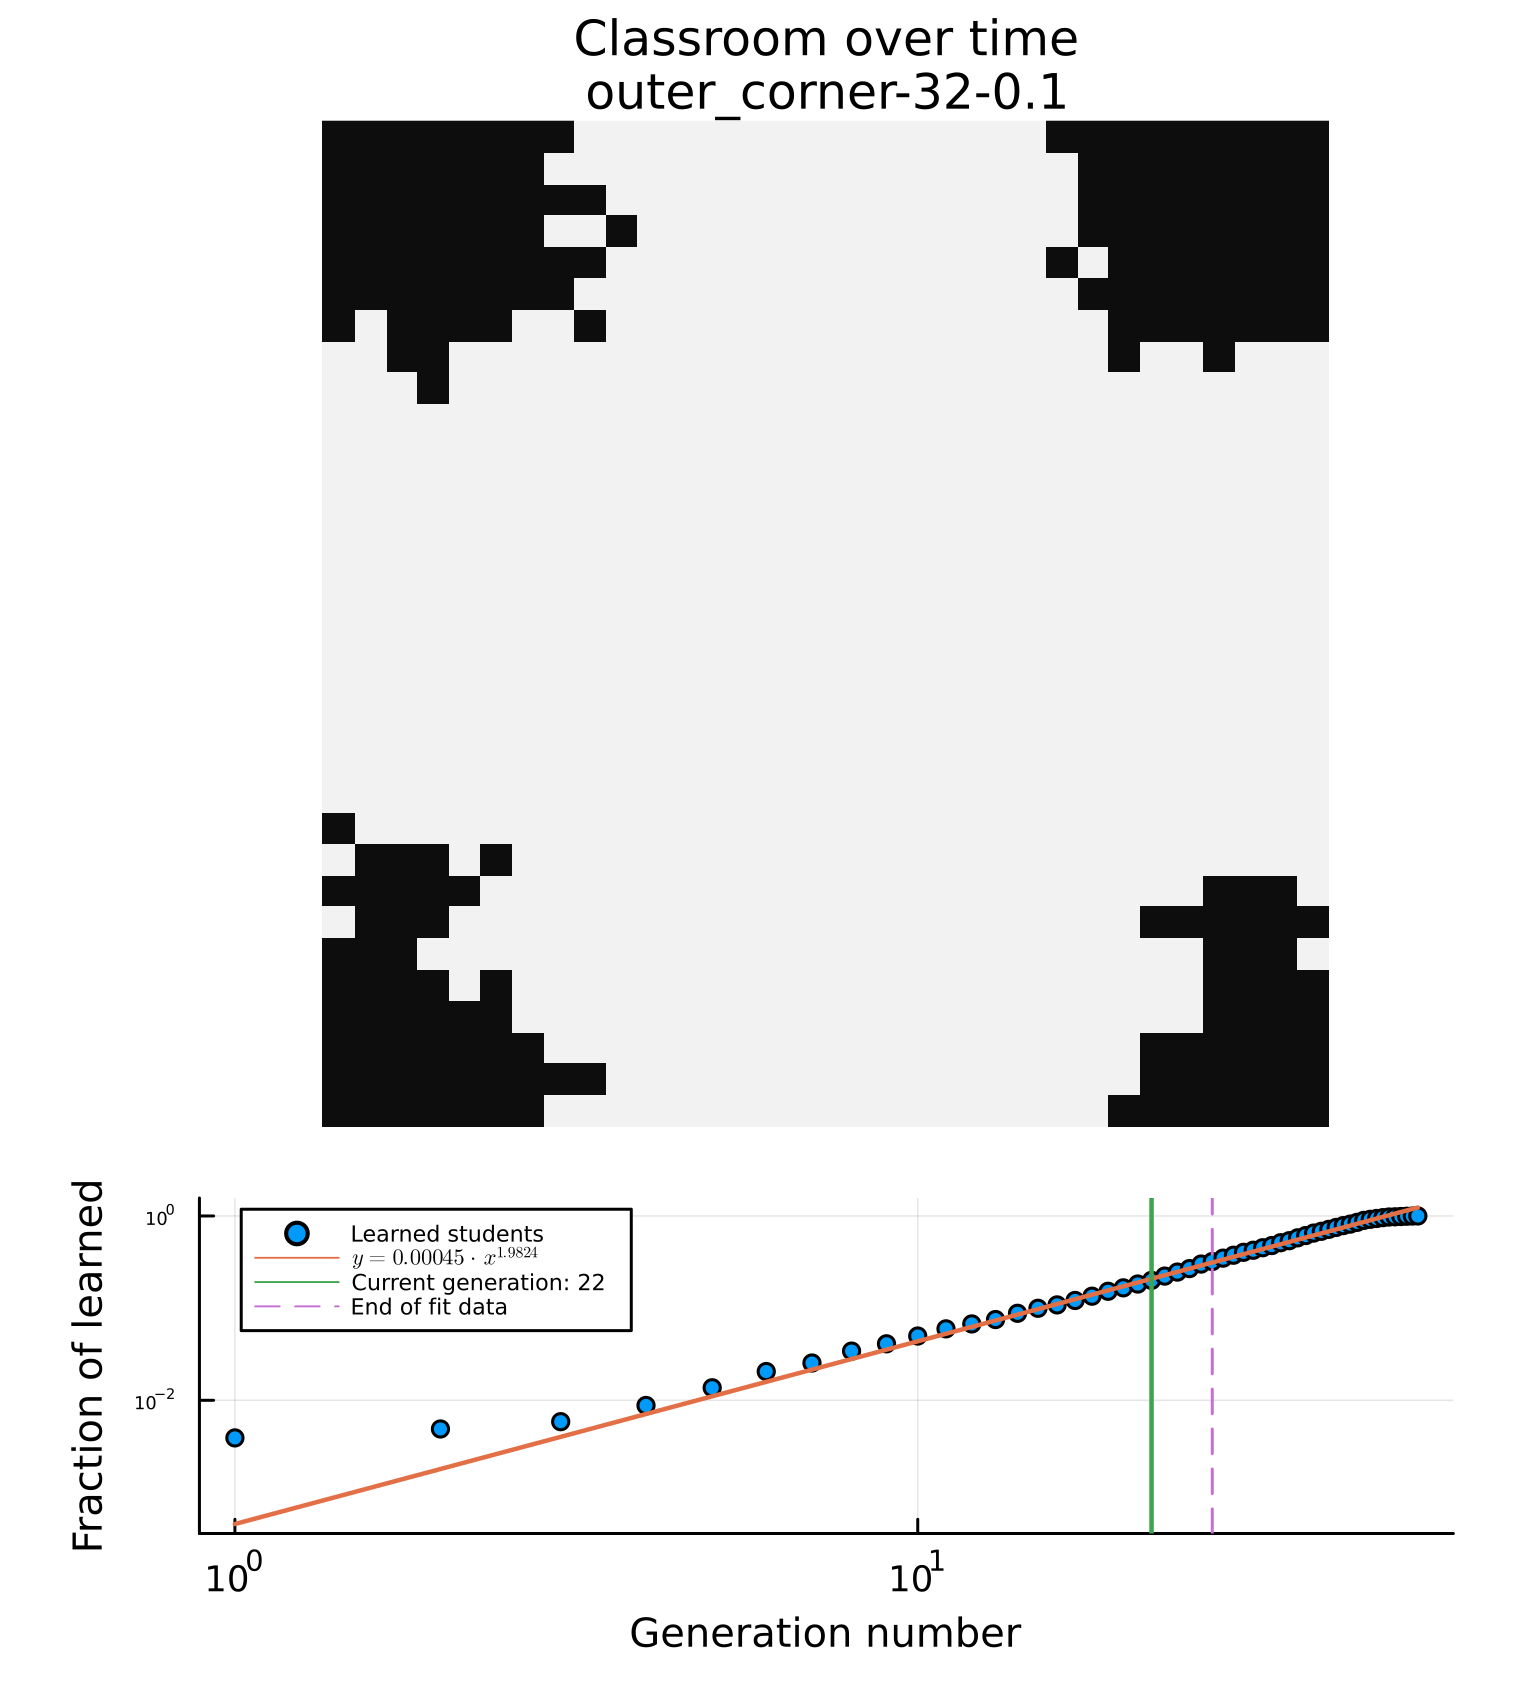 Classroom over time
outer_corner-32-0.1
Fraction of learned
10^0
10^−2
Learned students
y = 0.00045 · x^1.9824
Current generation: 22
End of fit data
10^0
10^1
Generation number